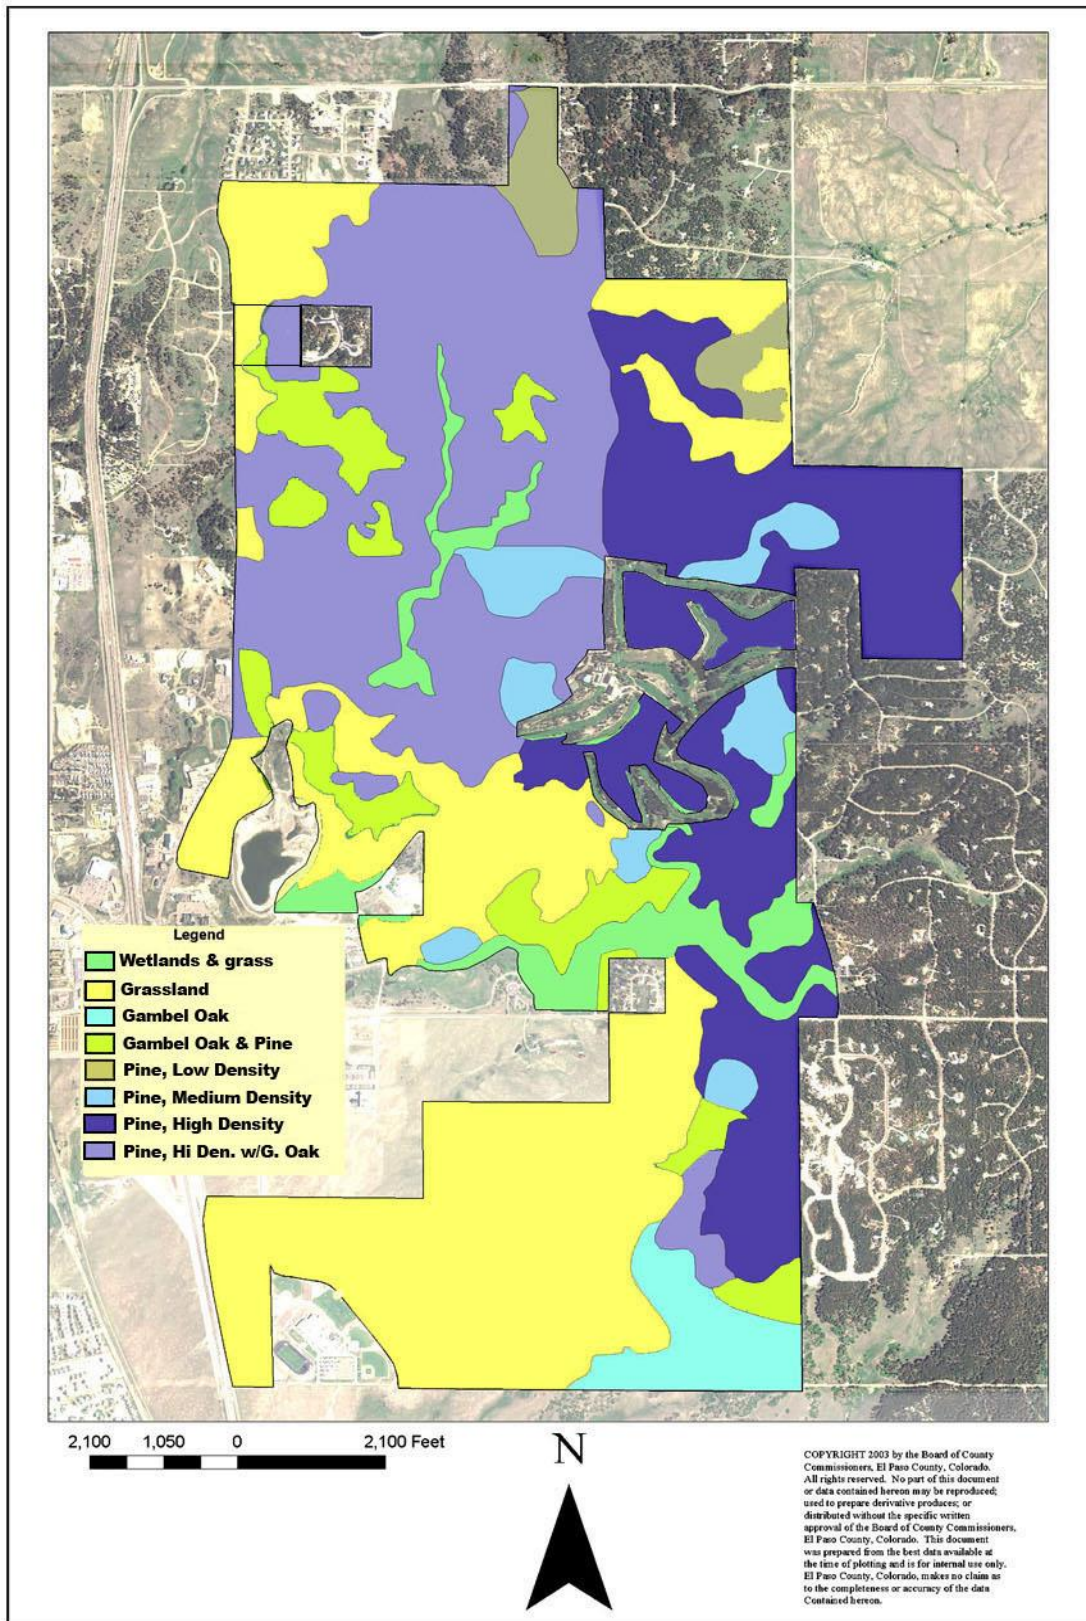 Legend
Wetlands & grass
Grassland
Gambel Oak
Gambel Oak & Pine
Pine, Low Density
Pine, Medium Density
Pine, High Density
Pine, Hi Den. w/G. Oak
2,100 1,050 0 2,100 Feet
N
COPYRIGHT 2003 by the Board of County
Commissioners, El Paso County, Colorado.
All rights reserved. No part of this document
or data contained hereon may be reproduced;
used to prepare derivative produces; or
distributed without the specific written
approval of the Board of County Commissioners,
El Paso County, Colorado. This document
was prepared from the best data available at
the time of plotting and is for internal use only.
El Paso County, Colorado, makes no claim as
to the completeness or accuracy of the data
Contained hereon.